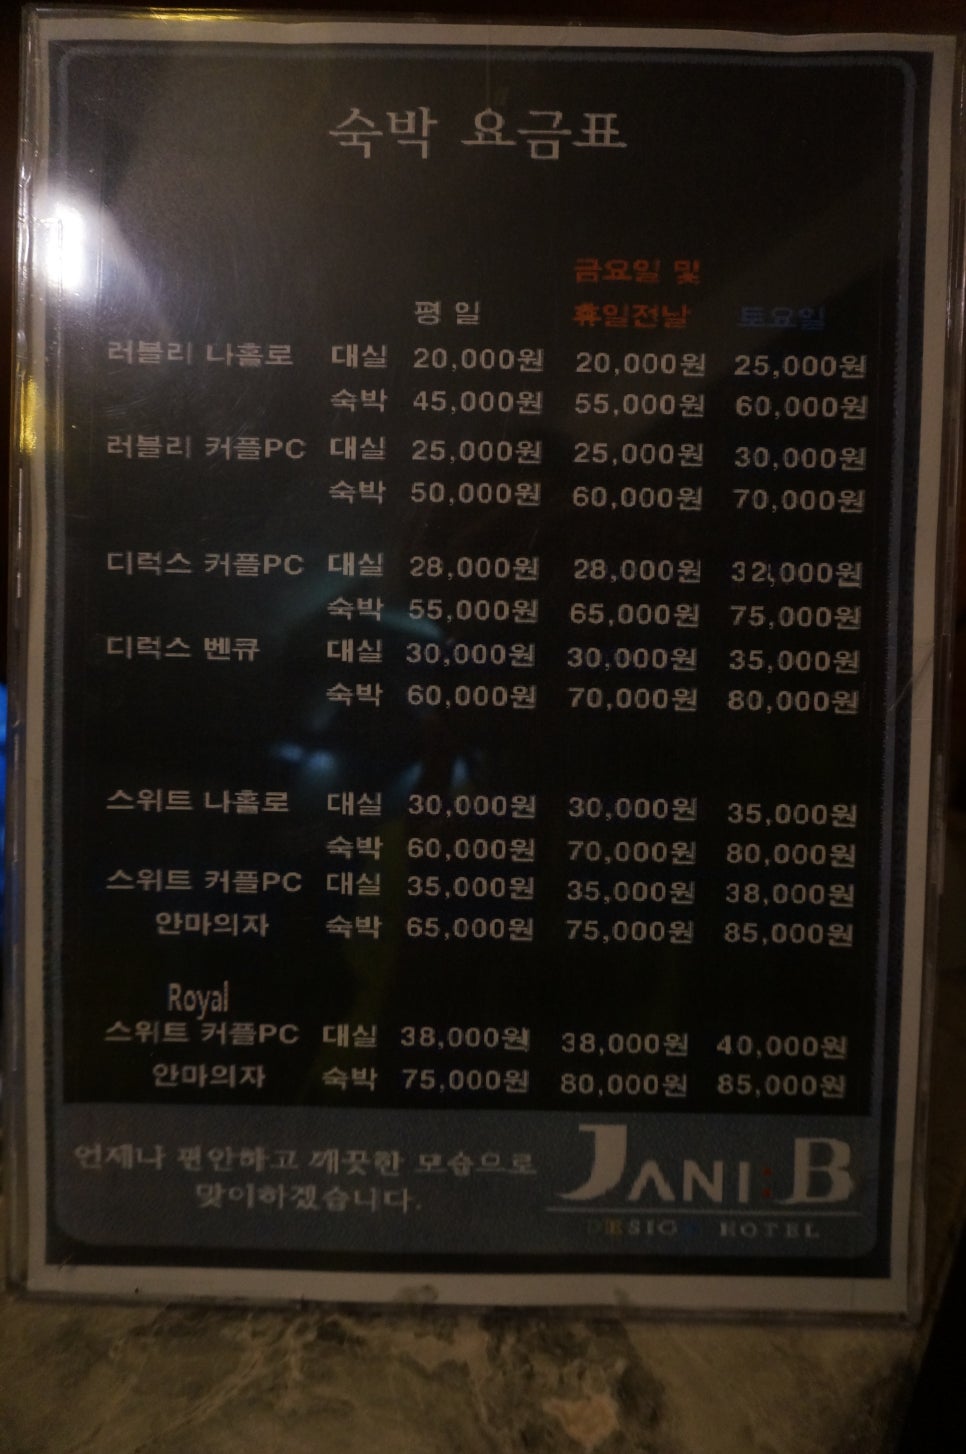 숙박 요금표
금요일 및
평 일 휴일전날 토요일
러블리 나홀로 대실 20,000원 20,000원 25,000원
숙박 45,000원 55,000원 60,000원
러블리 커플PC 대실 25,000원 25,000원 30,000원
숙박 50,000원 60,000원 70,000원
디럭스 커플PC 대실 28,000원 28,000원 32,000원
숙박 55,000원 65,000원 75,000원
디럭스 벤큐 대실 30,000원 30,000원 35,000원
숙박 60,000원 70,000원 80,000원
스위트 나홀로 대실 30,000원 30,000원 35,000원
숙박 60,000원 70,000원 80,000원
스위트 커플PC 대실 35,000원 35,000원 38,000원
안마의자 숙박 65,000원 75,000원 85,000원
Royal
스위트 커플PC 대실 38,000원 38,000원 40,000원
안마의자 숙박 75,000원 80,000원 85,000원
언제나 편안하고 깨끗한 모습으로
맞이하겠습니다.
JANI:B
DESIGN HOTEL